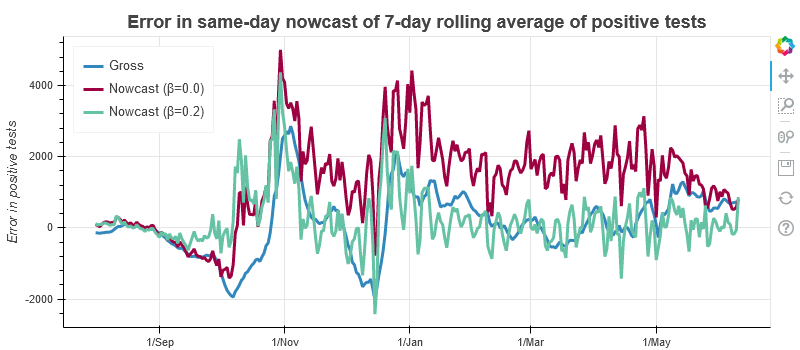 Error in same-day nowcast of 7-day rolling average of positive tests
Gross
Nowcast (β=0.0)
Nowcast (β=0.2)
Error in positive tests
4000
2000
0
-2000
1/Sep
1/Nov
1/Jan
1/Mar
1/May